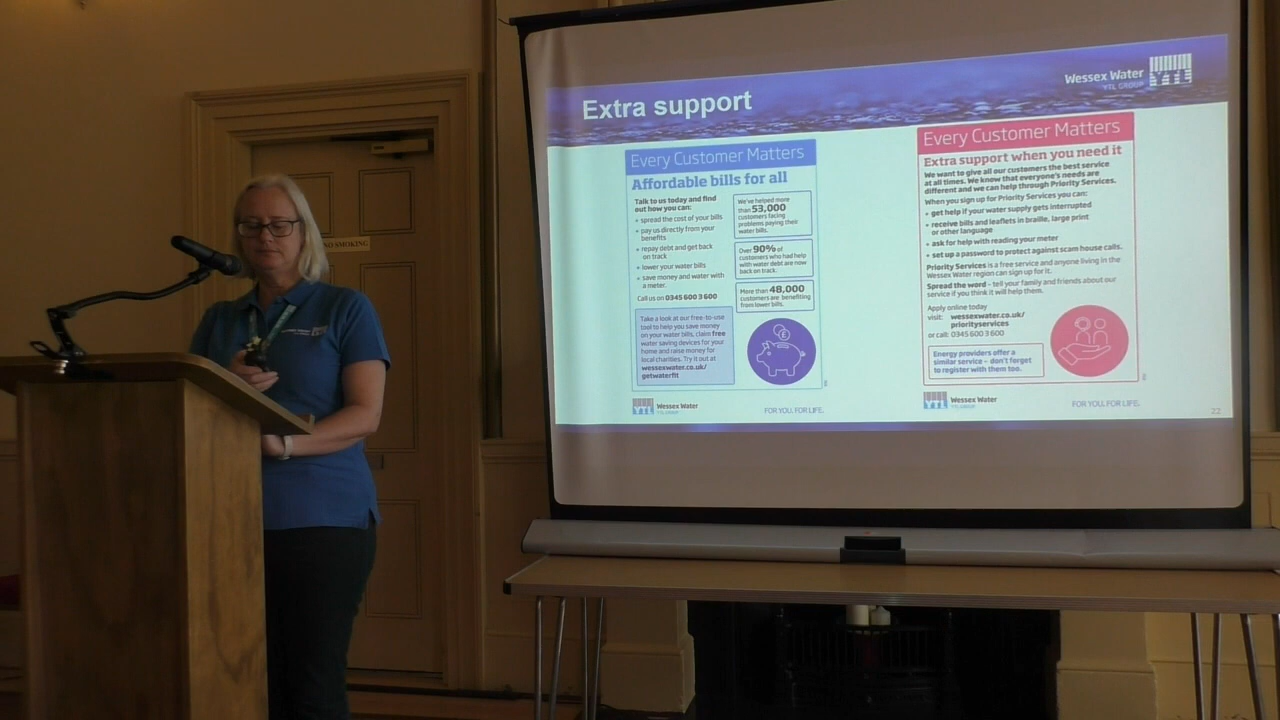 NO SMOKING
Extra support
Wessex Water
YTL GROUP
YTL
Every Customer Matters
Affordable bills for all
Talk to us today and find
out how you can:
• spread the cost of your bills
• pay us directly from your
benefits
• repay debt and get back
on track
• lower your water bills
• save money and water with
a meter.
Call us on 0345 600 3 600
We've helped more
than 53,000
customers facing
problems paying their
water bills.
Over 90% of
customers who had help
with water debt are now
back on track.
More than 48,000
customers are benefiting
from lower bills.
Take a look at our free-to-use
tool to help you save money
on your water bills, claim free
water saving devices for your
home and raise money for
local charities. Try it out at
wessexwater.co.uk/
getwaterfit
YTL
Wessex Water
YTL GROUP
FOR YOU. FOR LIFE.
Every Customer Matters
Extra support when you need it
We want to give all our customers the best service
at all times. We know that everyone's needs are
different and we can help through Priority Services.
When you sign up for Priority Services you can:
• get help if your water supply gets interrupted
• receive bills and leaflets in braille, large print
or other language
• ask for help with reading your meter
• set up a password to protect against scam house calls.
Priority Services is a free service and anyone living in the
Wessex Water region can sign up for it.
Spread the word – tell your family and friends about our
service if you think it will help them.
Apply online today
visit: wessexwater.co.uk/
priorityservices
or call: 0345 600 3 600
Energy providers offer a
similar service – don't forget
to register with them too.
YTL
Wessex Water
YTL GROUP
FOR YOU. FOR LIFE.
22